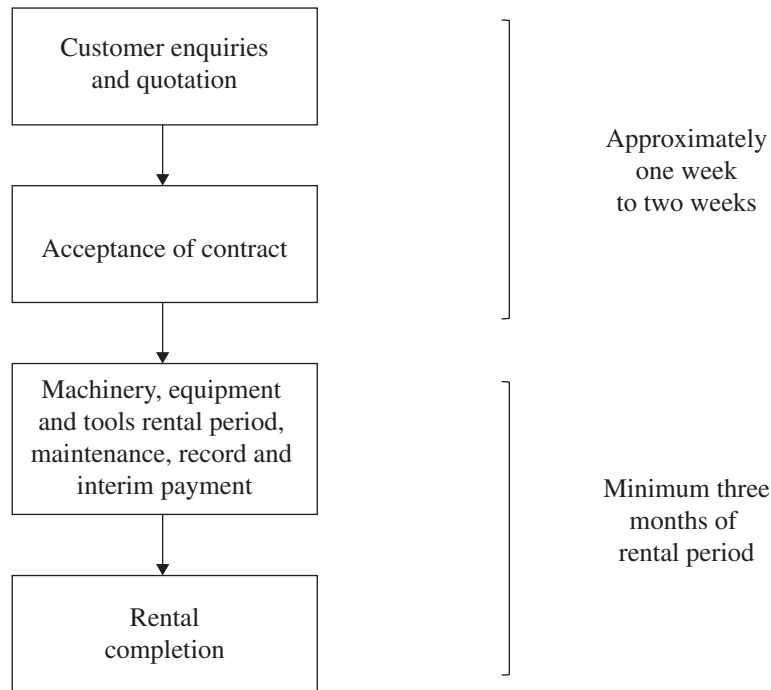 Customer enquiries
and quotation
Approximately
one week
to two weeks
Acceptance of contract
Machinery, equipment
and tools rental period,
maintenance, record and
interim payment
Minimum three
months of
rental period
Rental
completion